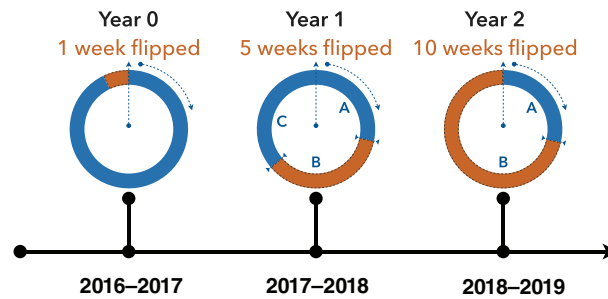 Year 0
1 week flipped
Year 1
5 weeks flipped
A
C
B
Year 2
10 weeks flipped
A
B
2016–2017
2017–2018
2018–2019